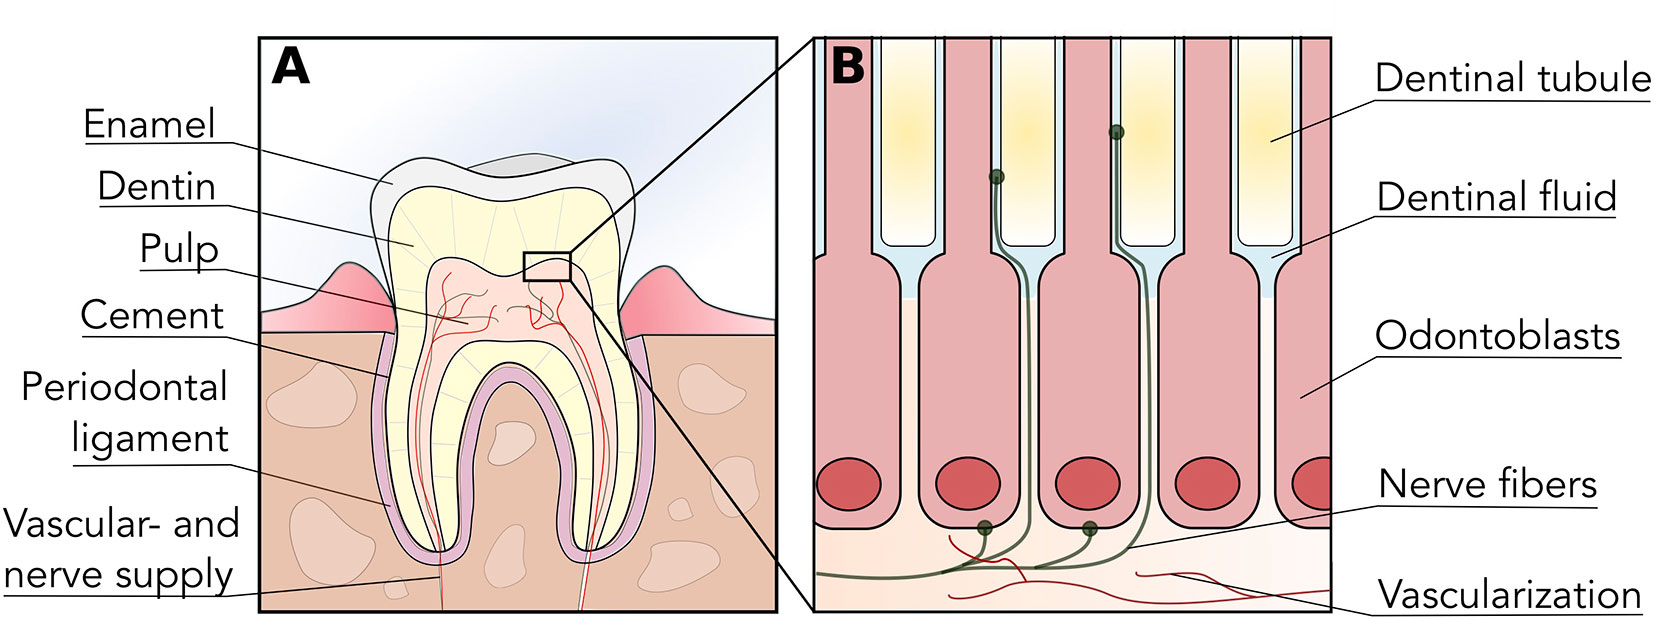 A
Enamel
Dentin
Pulp
Cement
Periodontal
ligament
Vascular- and
nerve supply
B
Dentinal tubule
Dentinal fluid
Odontoblasts
Nerve fibers
Vascularization